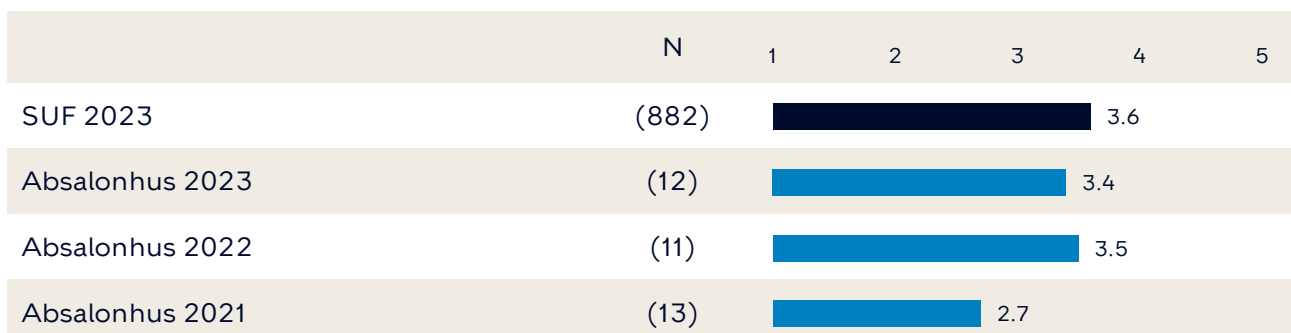 N 1 2 3 4 5
SUF 2023 (882) 3.6
Absalonhus 2023 (12) 3.4
Absalonhus 2022 (11) 3.5
Absalonhus 2021 (13) 2.7